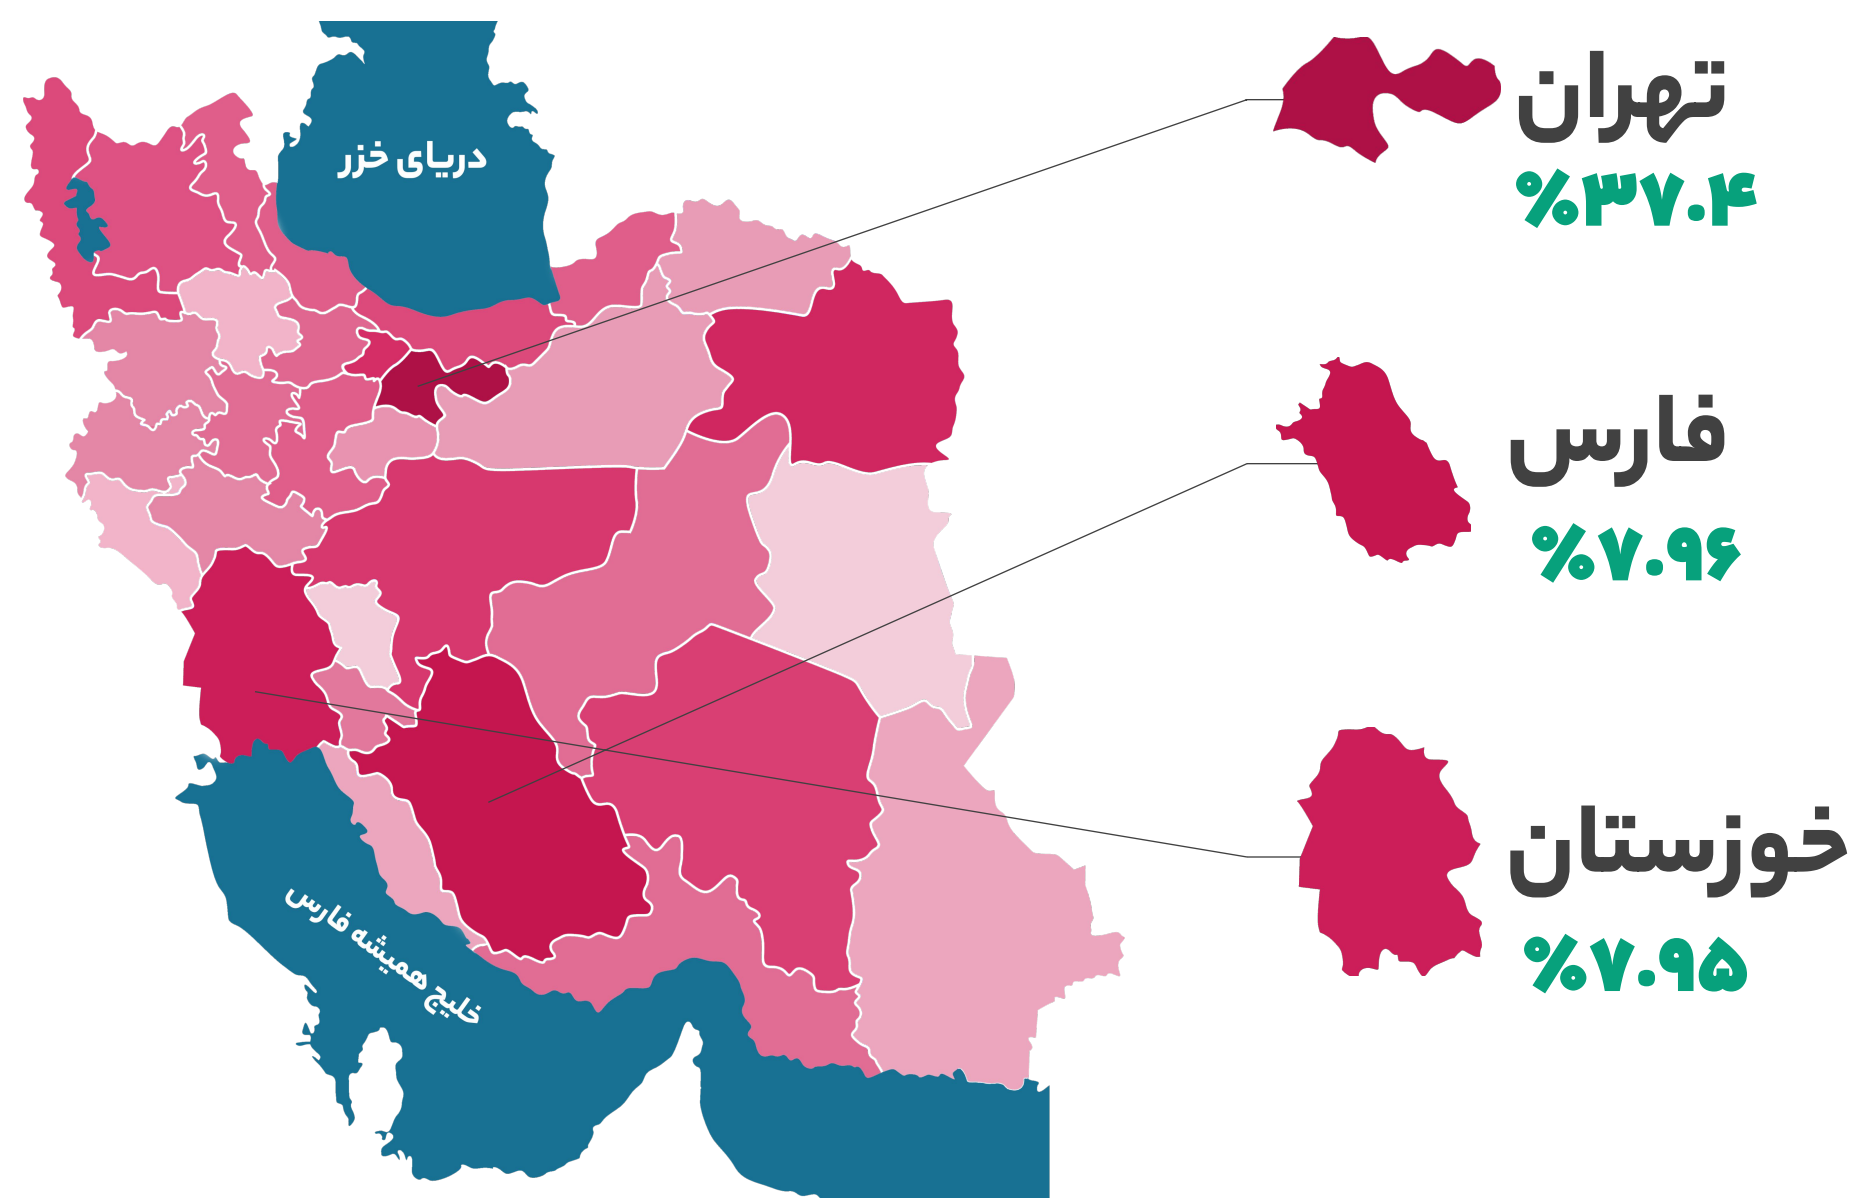 دریای خزر
تهران
%۳۷.۴
فارس
%۷.۹۶
خوزستان
%۷.۹۵
خلیج همیشه فارس